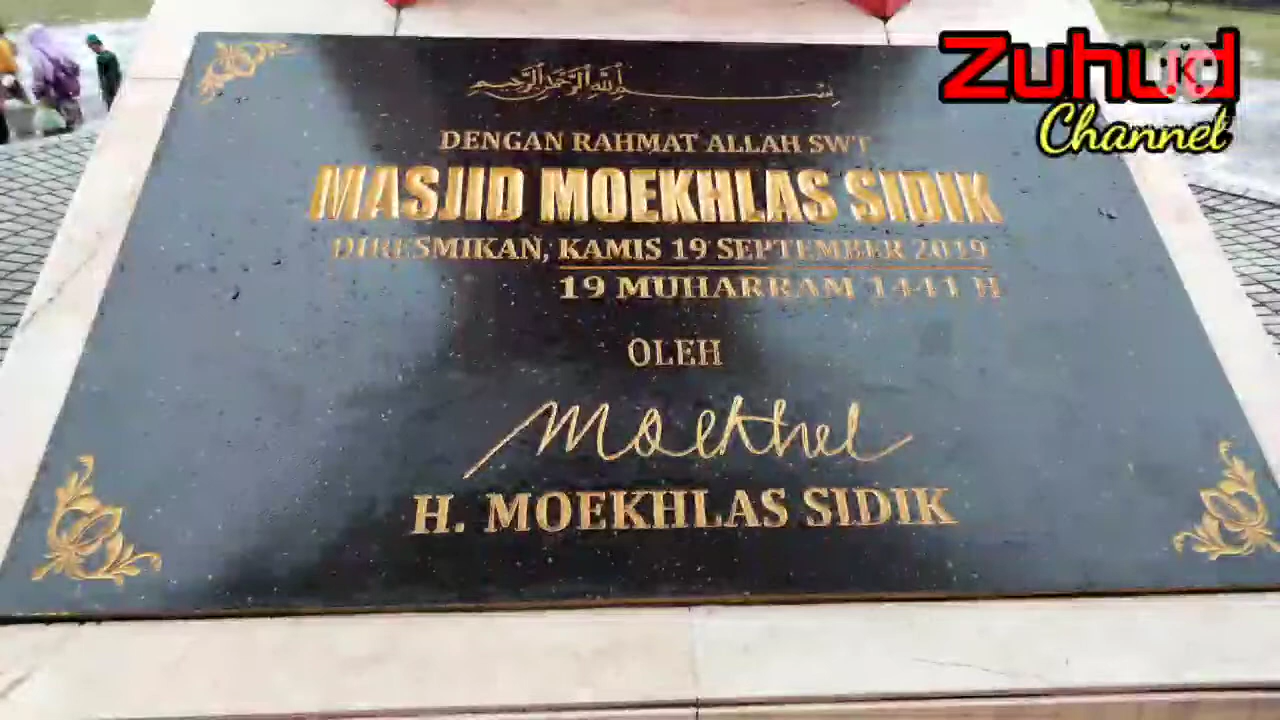 بسم الله الرحمن الرحيم
DENGAN RAHMAT ALLAH SWT
MASJID MOEKHLAS SIDIK
DIRESMIKAN, KAMIS 19 SEPTEMBER 2019
19 MUHARRAM 1441 H
OLEH
H. MOEKHLAS SIDIK
Zuhud
Channel